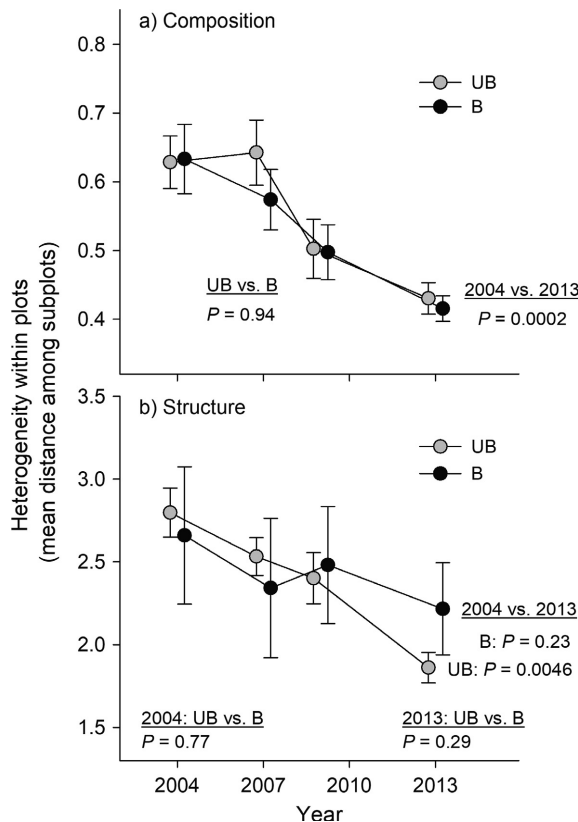 a) Composition
0.8
0.7
0.6
0.5
0.4
UB
B
UB vs. B
P = 0.94
2004 vs. 2013
P = 0.0002
Heterogeneity within plots
(mean distance among subplots)
b) Structure
3.5
3.0
2.5
2.0
1.5
UB
B
2004 vs. 2013
B: P = 0.23
UB: P = 0.0046
2004: UB vs. B
P = 0.77
2013: UB vs. B
P = 0.29
2004 2007 2010 2013
Year